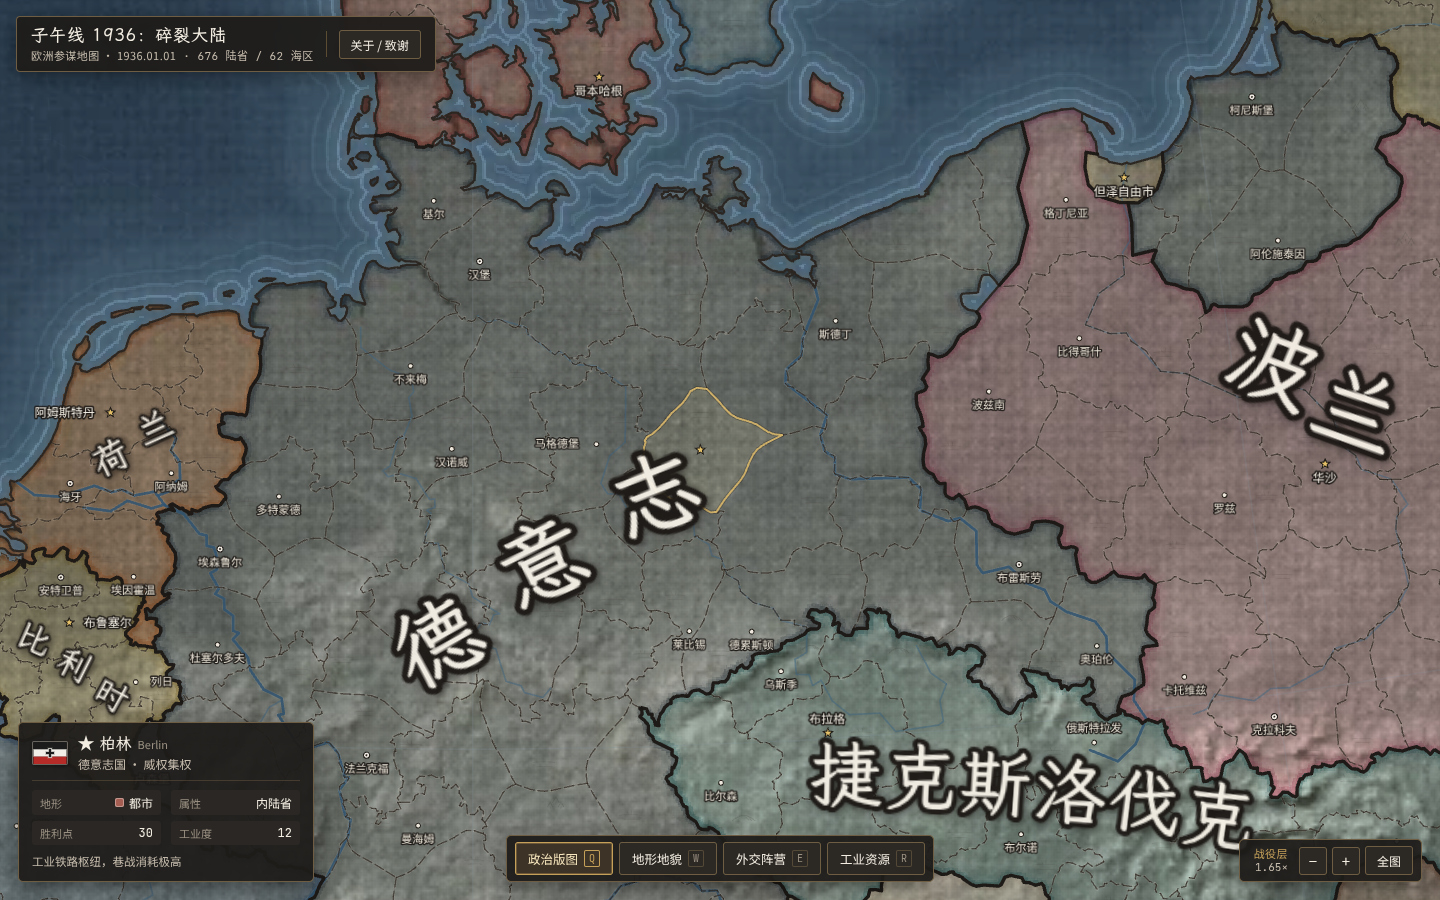 子午线 1936：碎裂大陆
欧洲参谋地图 · 1936.01.01 · 676 陆省 / 62 海区
关于 / 致谢
哥本哈根
柯尼斯堡
但泽自由市
格丁尼亚
基尔
阿伦施泰因
汉堡
斯德丁
波兰
比得哥什
不来梅
波兹南
阿姆斯特丹
荷兰
马格德堡
汉诺威
华沙
阿纳姆
海牙
多特蒙德
罗兹
德意志
埃森鲁尔
布雷斯劳
安特卫普
埃因霍温
布鲁塞尔
比利时
莱比锡
德累斯顿
杜塞尔多夫
奥珀伦
列日
乌斯季
卡托维兹
布拉格
俄斯特拉发
克拉科夫
捷克斯洛伐克
法兰克福
比尔森
曼海姆
布尔诺
★ 柏林 Berlin
德意志国 · 威权集权
地形 都市
属性 内陆省
胜利点 30
工业度 12
工业铁路枢纽，巷战消耗极高
政治版图 Q
地形地貌 W
外交阵营 E
工业资源 R
战役层
1.65×
−
+
全图